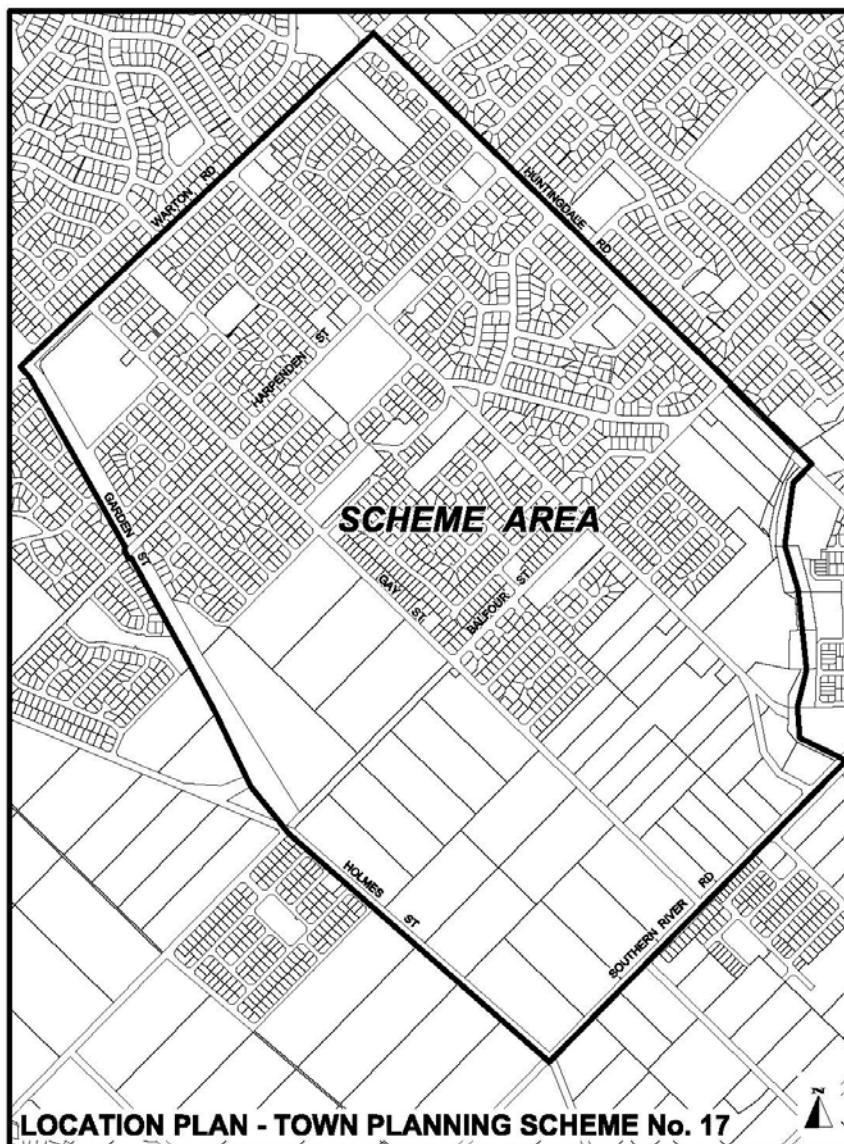 WARTON RD
HUNTINGDALE RD
HARPENDEN ST
GARDEN ST
SCHEME AREA
GAY ST
BALFOUR ST
HOLMES ST
SOUTHERN RIVER RD
N
LOCATION PLAN - TOWN PLANNING SCHEME No. 17